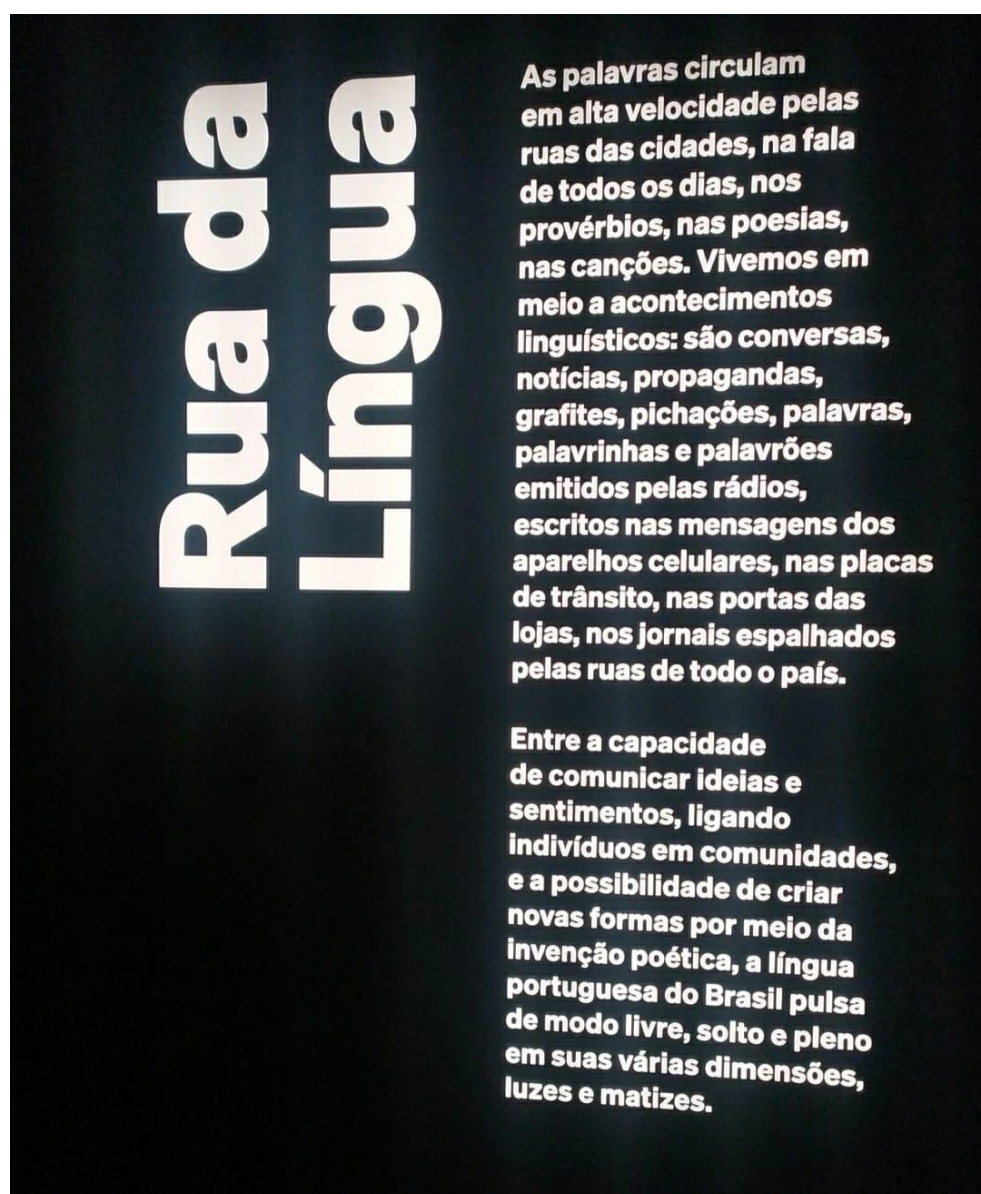 Rua da
Língua
As palavras circulam
em alta velocidade pelas
ruas das cidades, na fala
de todos os dias, nos
provérbios, nas poesias,
nas canções. Vivemos em
meio a acontecimentos
linguísticos: são conversas,
notícias, propagandas,
grafites, pichações, palavras,
palavrinhas e palavrões
emitidos pelas rádios,
escritos nas mensagens dos
aparelhos celulares, nas placas
de trânsito, nas portas das
lojas, nos jornais espalhados
pelas ruas de todo o país.
Entre a capacidade
de comunicar ideias e
sentimentos, ligando
indivíduos em comunidades,
e a possibilidade de criar
novas formas por meio da
invenção poética, a língua
portuguesa do Brasil pulsa
de modo livre, solto e pleno
em suas várias dimensões,
luzes e matizes.